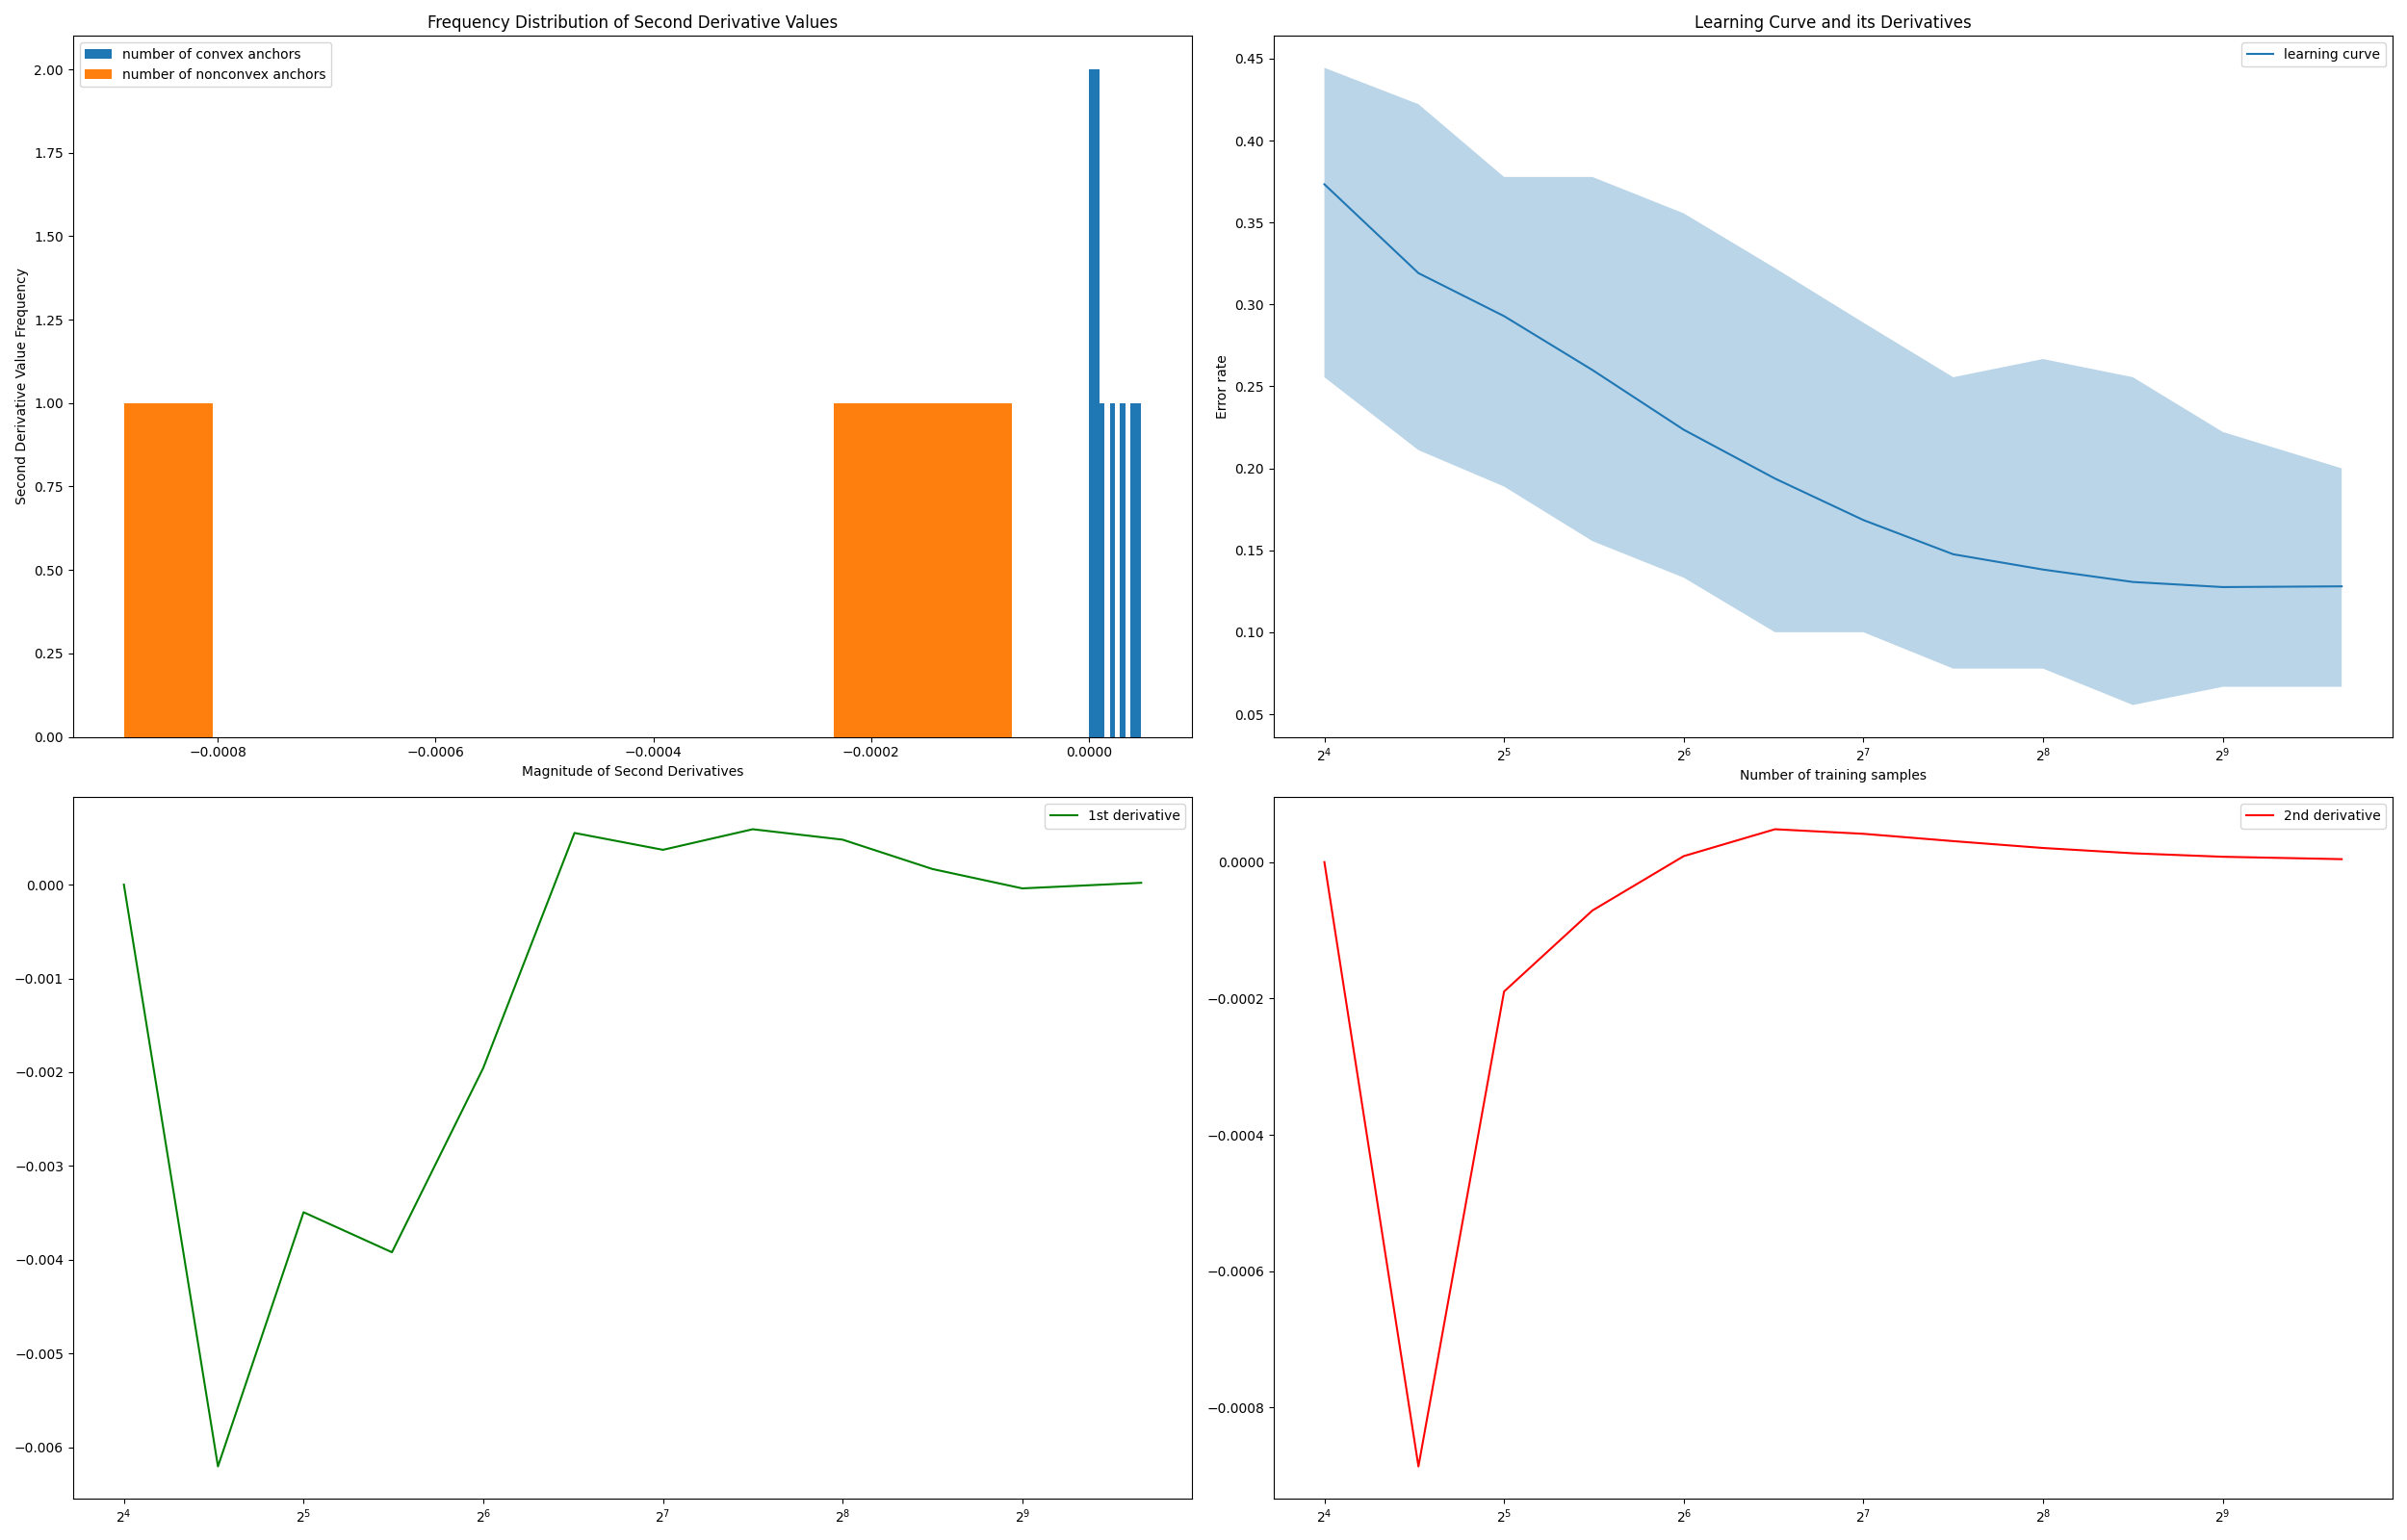 Frequency Distribution of Second Derivative Values
number of convex anchors
number of nonconvex anchors
Second Derivative Value Frequency
2.00
1.75
1.50
1.25
1.00
0.75
0.50
0.25
0.00
−0.0008 −0.0006 −0.0004 −0.0002 0.0000
Magnitude of Second Derivatives
Learning Curve and its Derivatives
learning curve
Error rate
0.45
0.40
0.35
0.30
0.25
0.20
0.15
0.10
0.05
2⁴ 2⁵ 2⁶ 2⁷ 2⁸ 2⁹
Number of training samples
1st derivative
0.000
−0.001
−0.002
−0.003
−0.004
−0.005
−0.006
2⁴ 2⁵ 2⁶ 2⁷ 2⁸ 2⁹
2nd derivative
0.0000
−0.0002
−0.0004
−0.0006
−0.0008
2⁴ 2⁵ 2⁶ 2⁷ 2⁸ 2⁹